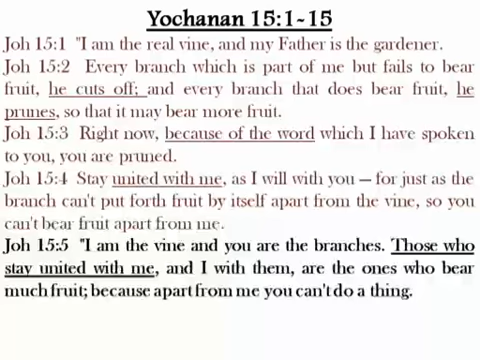 Yochanan 15:1-15
Joh 15:1 "I am the real vine, and my Father is the gardener.
Joh 15:2 Every branch which is part of me but fails to bear
fruit, he cuts off; and every branch that does bear fruit, he
prunes, so that it may bear more fruit.
Joh 15:3 Right now, because of the word which I have spoken
to you, you are pruned.
Joh 15:4 Stay united with me, as I will with you — for just as the
branch can't put forth fruit by itself apart from the vine, so you
can't bear fruit apart from me.
Joh 15:5 "I am the vine and you are the branches. Those who
stay united with me, and I with them, are the ones who bear
much fruit; because apart from me you can't do a thing.